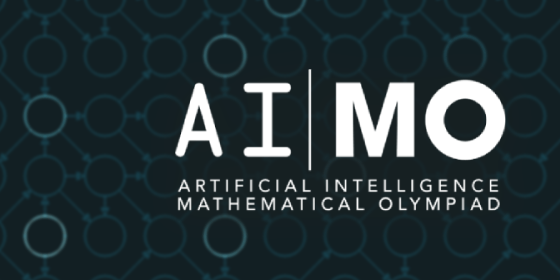 AI|MO
ARTIFICIAL INTELLIGENCE
MATHEMATICAL OLYMPIAD